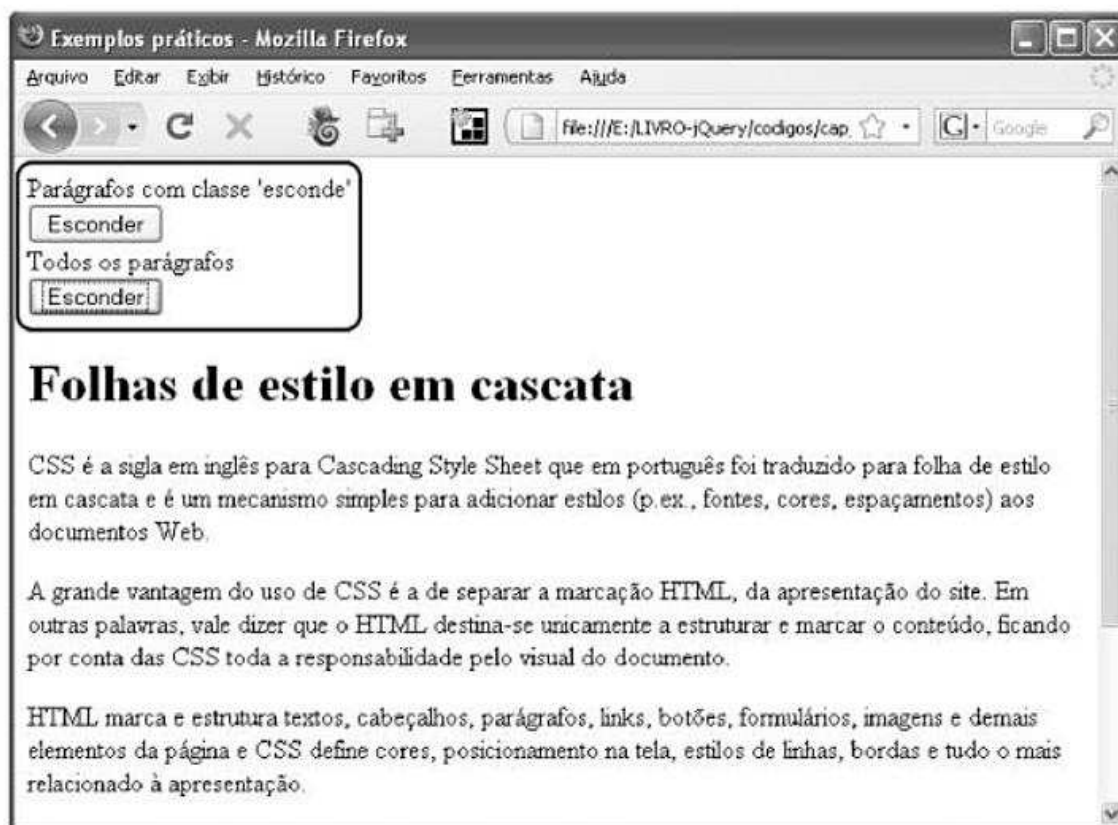 Exemplos práticos - Mozilla Firefox
Arquivo Editar Exibir Histórico Favoritos Ferramentas Ajuda
file:///E:/LIVRO-jQuery/codigos/cap_ G Google
Parágrafos com classe 'esconde'
Esconder
Todos os parágrafos
Esconder
Folhas de estilo em cascata
CSS é a sigla em inglês para Cascading Style Sheet que em português foi traduzido para folha de estilo
em cascata e é um mecanismo simples para adicionar estilos (p.ex., fontes, cores, espaçamentos) aos
documentos Web.
A grande vantagem do uso de CSS é a de separar a marcação HTML, da apresentação do site. Em
outras palavras, vale dizer que o HTML destina-se unicamente a estruturar e marcar o conteúdo, ficando
por conta das CSS toda a responsabilidade pelo visual do documento.
HTML marca e estrutura textos, cabeçalhos, parágrafos, links, botões, formulários, imagens e demais
elementos da página e CSS define cores, posicionamento na tela, estilos de linhas, bordas e tudo o mais
relacionado à apresentação.